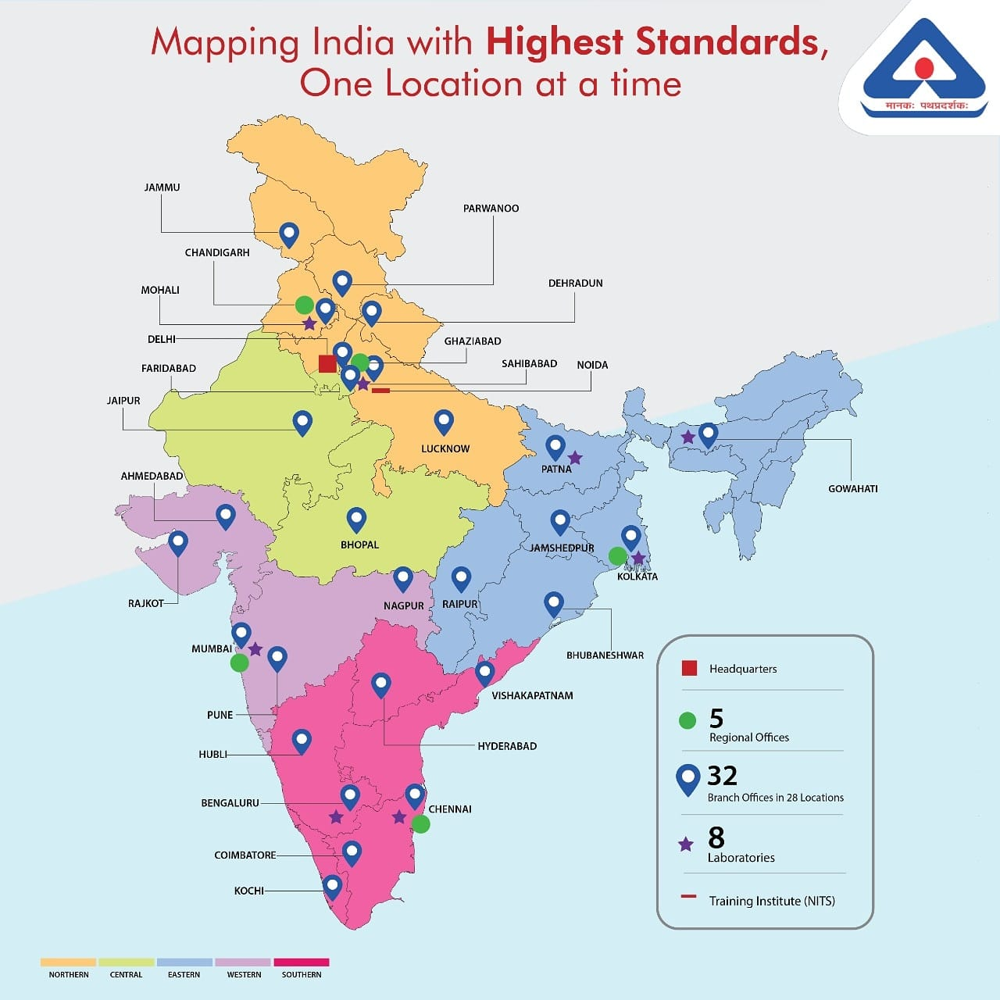 Mapping India with Highest Standards,
One Location at a time
मानकः पथप्रदर्शकः
JAMMU
PARWANOO
CHANDIGARH
DEHRADUN
MOHALI
DELHI
GHAZIABAD
FARIDABAD
SAHIBABAD
NOIDA
JAIPUR
LUCKNOW
PATNA
AHMEDABAD
GOWAHATI
BHOPAL
JAMSHEDPUR
KOLKATA
RAJKOT
NAGPUR
RAIPUR
MUMBAI
BHUBANESHWAR
VISHAKAPATNAM
PUNE
HYDERABAD
HUBLI
BENGALURU
CHENNAI
COIMBATORE
KOCHI
Headquarters
5
Regional Offices
32
Branch Offices in 28 Locations
8
Laboratories
Training Institute (NITS)
NORTHERN
CENTRAL
EASTERN
WESTERN
SOUTHERN